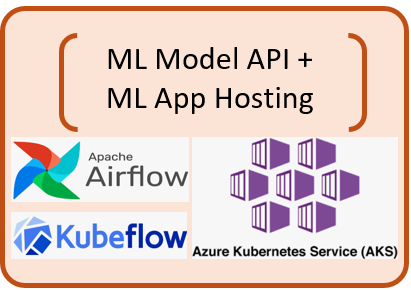 ML Model API +
ML App Hosting
Apache
Airflow
Kubeflow
Azure Kubernetes Service (AKS)